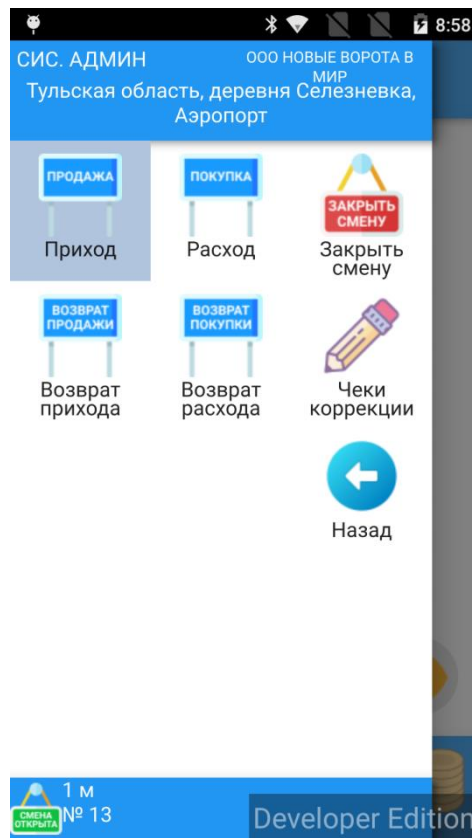 8:58
СИС. АДМИН
ООО НОВЫЕ ВОРОТА В
МИР
Тульская область, деревня Селезневка,
Аэропорт
ПРОДАЖА
ПОКУПКА
ЗАКРЫТЬ
СМЕНУ
Приход
Расход
Закрыть
смену
ВОЗВРАТ
ПРОДАЖИ
ВОЗВРАТ
ПОКУПКИ
Возврат
прихода
Возврат
расхода
Чеки
коррекции
Назад
1 м
СМЕНА
ОТКРЫТА
№ 13
Developer Edition